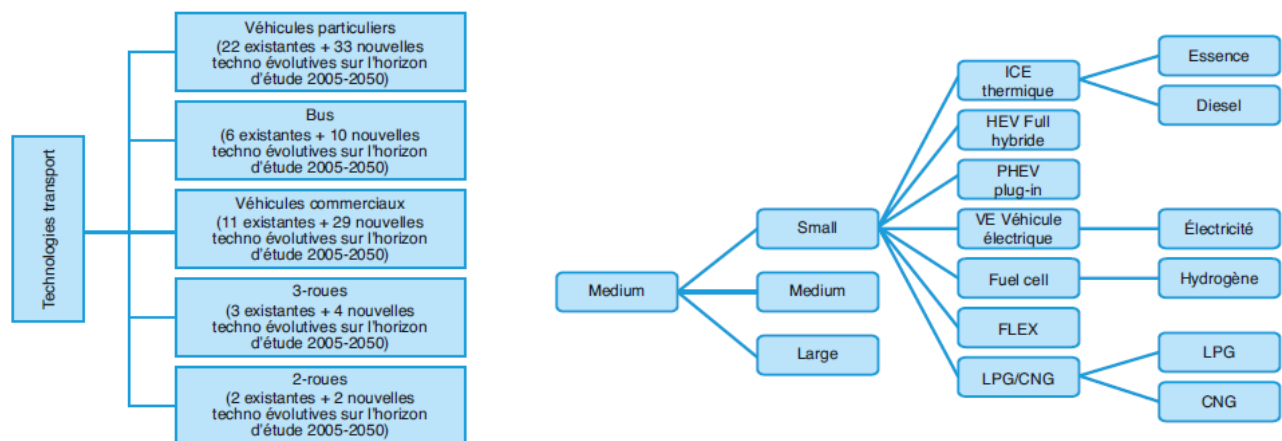 Technologies transport
Véhicules particuliers
(22 existantes + 33 nouvelles
techno évolutives sur l'horizon
d'étude 2005-2050)
Bus
(6 existantes + 10 nouvelles
techno évolutives sur l'horizon
d'étude 2005-2050)
Véhicules commerciaux
(11 existantes + 29 nouvelles
techno évolutives sur l'horizon
d'étude 2005-2050)
3-roues
(3 existantes + 4 nouvelles
techno évolutives sur l'horizon
d'étude 2005-2050)
2-roues
(2 existantes + 2 nouvelles
techno évolutives sur l'horizon
d'étude 2005-2050)
Medium
Small
Medium
Large
ICE
thermique
HEV Full
hybride
PHEV
plug-in
VE Véhicule
électrique
Fuel cell
FLEX
LPG/CNG
Essence
Diesel
Électricité
Hydrogène
LPG
CNG